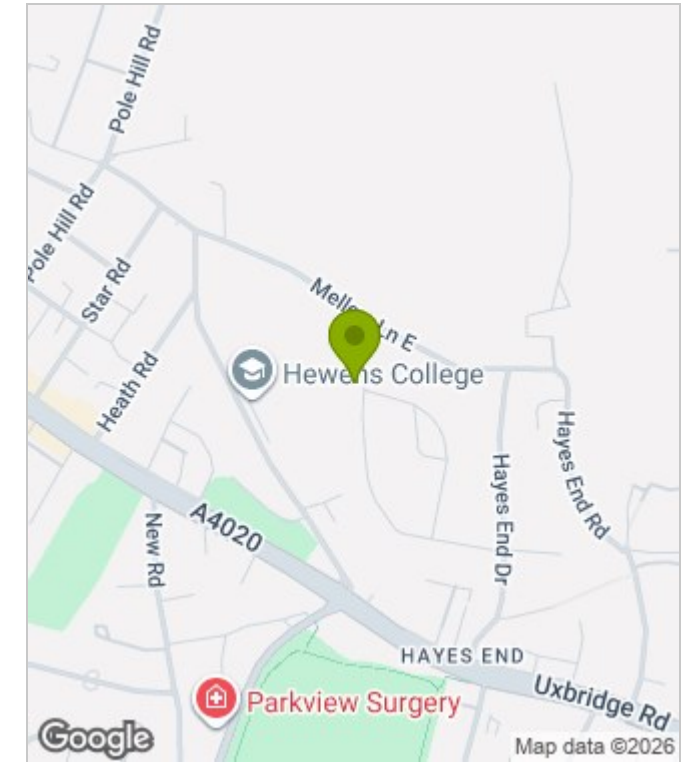 Pole Hill Rd
Pole Hill Rd
Star Rd
Heath Rd
Ln E
Hewens College
Hayes End Dr
Hayes End Rd
A4020
New Rd
HAYES END
Uxbridge Rd
Parkview Surgery
Google
Map data ©2026